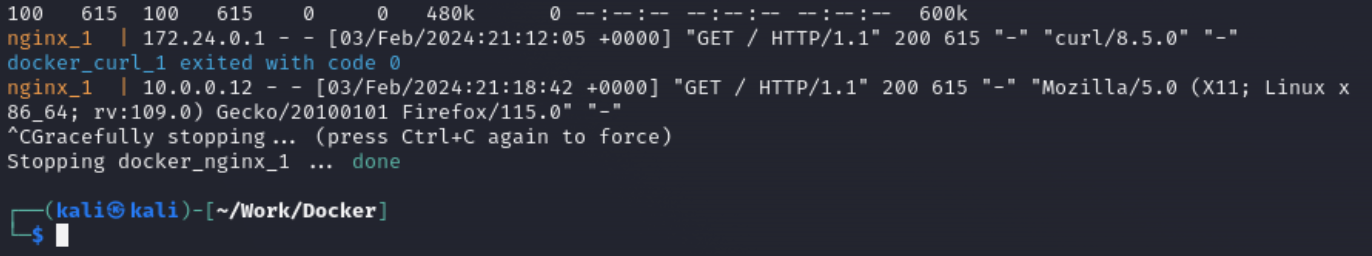 100   615  100   615    0     0   480k      0 --:--:-- --:--:-- --:--:--  600k
nginx_1  | 172.24.0.1 - - [03/Feb/2024:21:12:05 +0000] "GET / HTTP/1.1" 200 615 "-" "curl/8.5.0" "-"
docker_curl_1 exited with code 0
nginx_1  | 10.0.0.12 - - [03/Feb/2024:21:18:42 +0000] "GET / HTTP/1.1" 200 615 "-" "Mozilla/5.0 (X11; Linux x
86_64; rv:109.0) Gecko/20100101 Firefox/115.0" "-"
^CGracefully stopping... (press Ctrl+C again to force)
Stopping docker_nginx_1 ... done
┌──(kali㉿kali)-[~/Work/Docker]
└─$